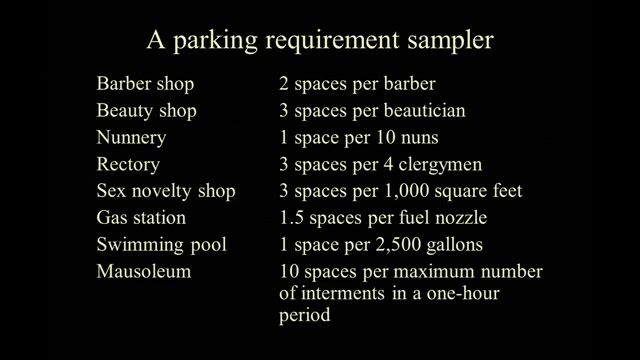 A parking requirement sampler
Barber shop 2 spaces per barber
Beauty shop 3 spaces per beautician
Nunnery 1 space per 10 nuns
Rectory 3 spaces per 4 clergymen
Sex novelty shop 3 spaces per 1,000 square feet
Gas station 1.5 spaces per fuel nozzle
Swimming pool 1 space per 2,500 gallons
Mausoleum 10 spaces per maximum number
of interments in a one-hour
period